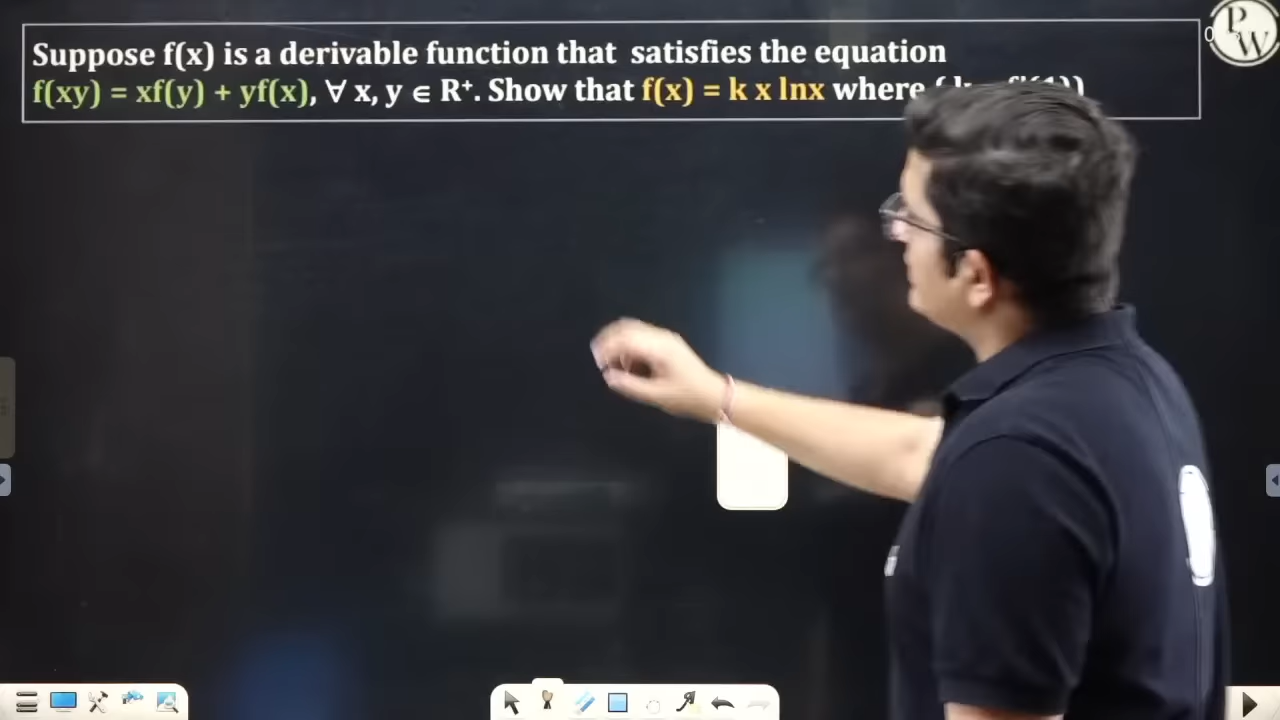 Suppose f(x) is a derivable function that satisfies the equation
f(xy) = xf(y) + yf(x), ∀ x, y ∈ R⁺. Show that f(x) = k x lnx where
P
W